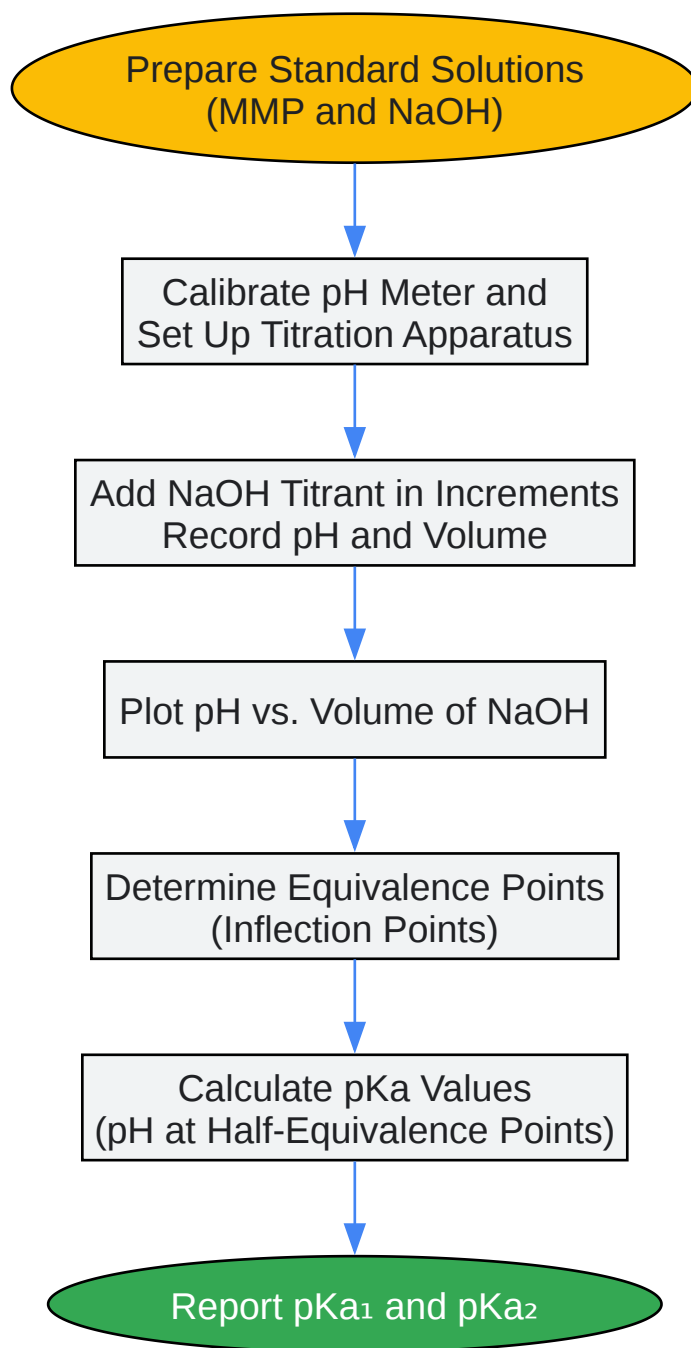 Prepare Standard Solutions
(MMP and NaOH)
Calibrate pH Meter and
Set Up Titration Apparatus
Add NaOH Titrant in Increments
Record pH and Volume
Plot pH vs. Volume of NaOH
Determine Equivalence Points
(Inflection Points)
Calculate pKa Values
(pH at Half-Equivalence Points)
Report pKa₁ and pKa₂